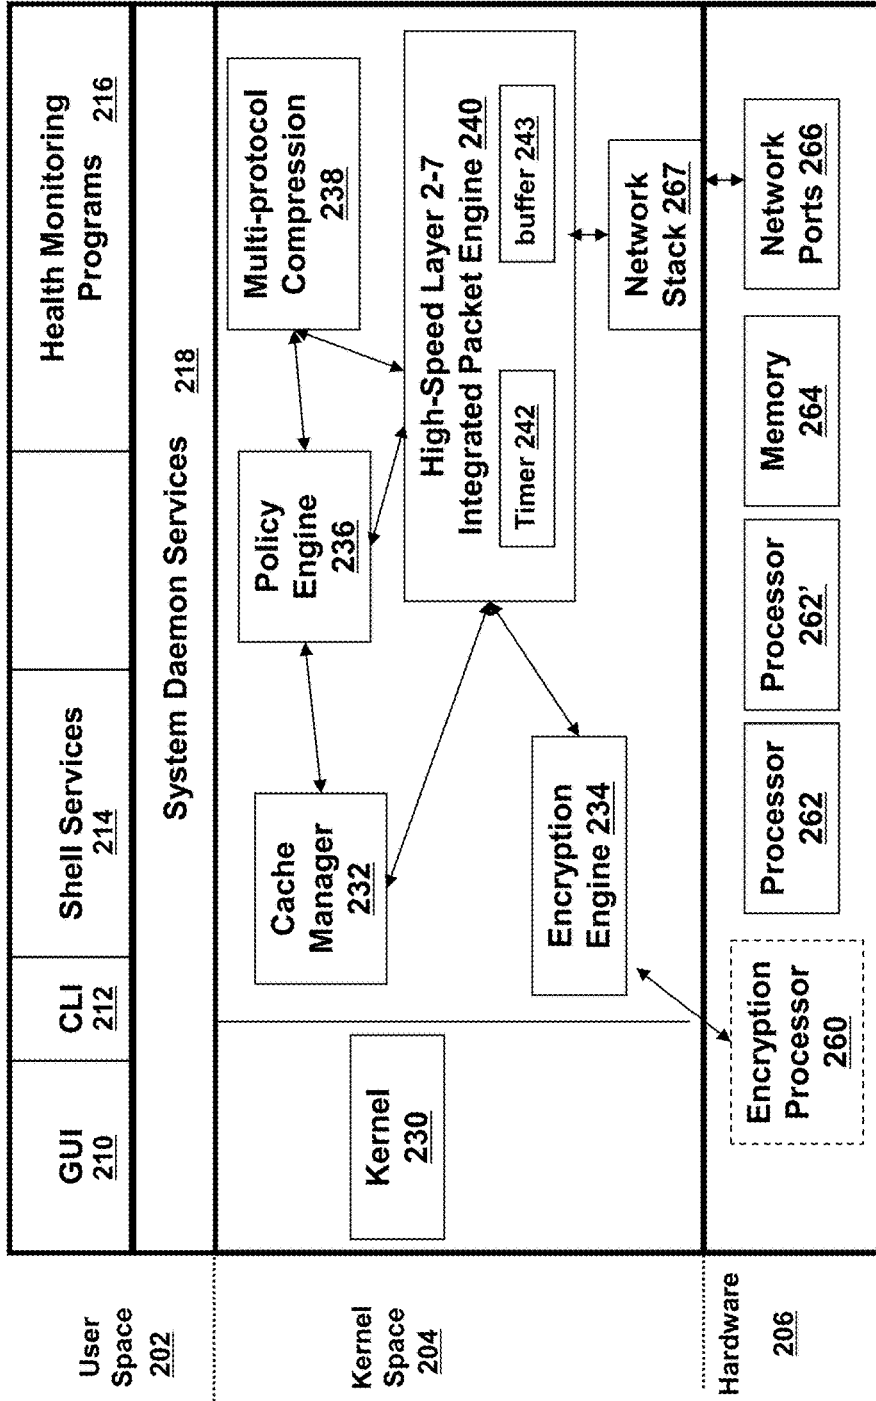 User
Space
202
GUI
210
CLI
212
Shell Services
214
Health Monitoring
Programs 216
System Daemon Services 218
Kernel
Space
204
Kernel
230
Cache
Manager
232
Policy
Engine
236
Multi-protocol
Compression
238
High-Speed Layer 2-7
Integrated Packet Engine 240
Timer 242
buffer 243
Encryption
Engine 234
Network
Stack 267
Hardware
206
Encryption
Processor
260
Processor
262
Processor
262’
Memory
264
Network
Ports 266